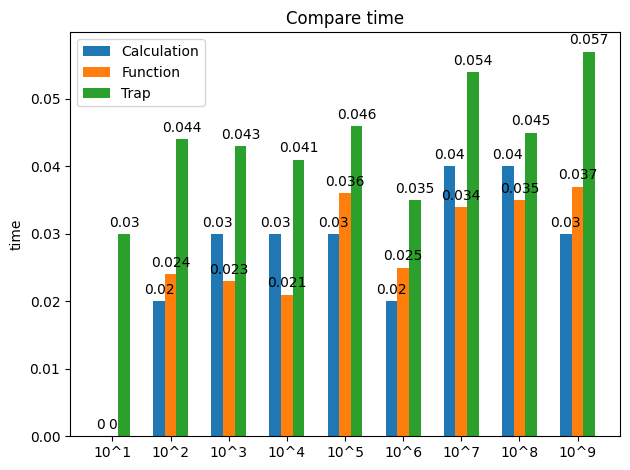 Compare time
Calculation
Function
Trap
time
0.05
0.04
0.03
0.02
0.01
0.00
0 0 0.03
0.02 0.024 0.044
0.03 0.023 0.043
0.03 0.021 0.041
0.03 0.036 0.046
0.02 0.025 0.035
0.04 0.034 0.054
0.04 0.035 0.045
0.03 0.037 0.057
10^1 10^2 10^3 10^4 10^5 10^6 10^7 10^8 10^9